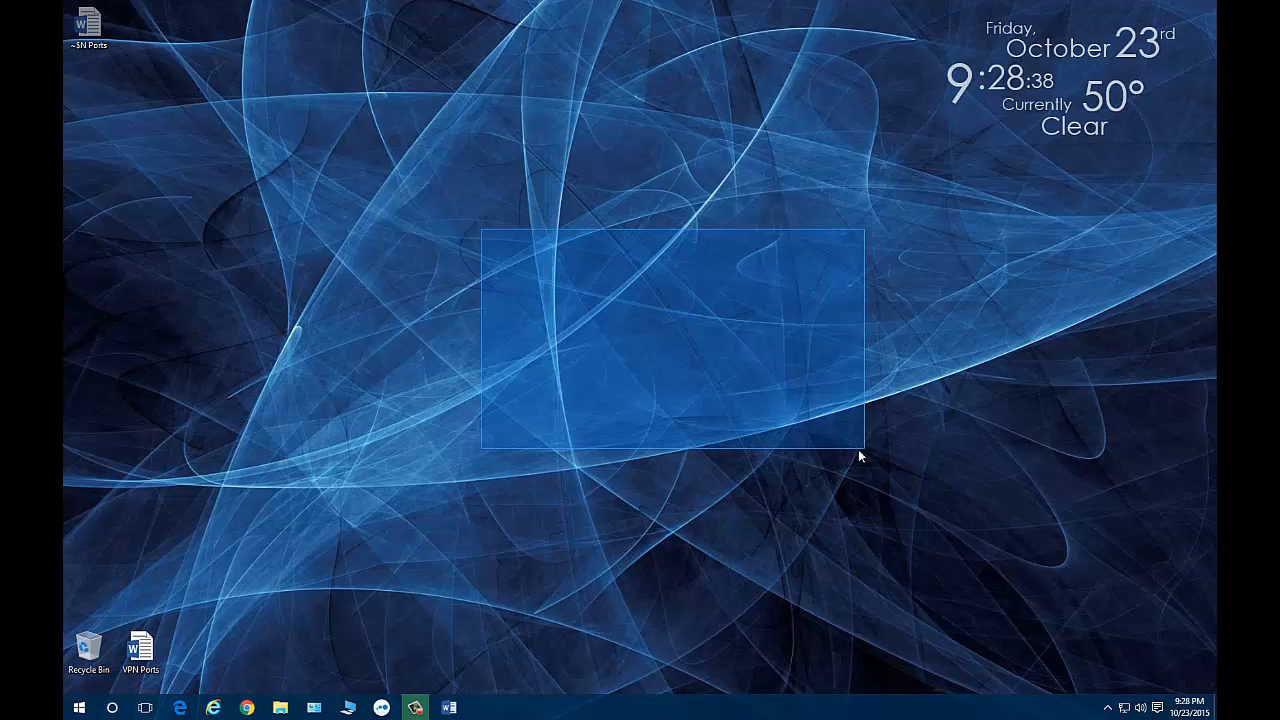 ~$N Ports
Friday,
October 23rd
9:28:38
Currently 50°
Clear
Recycle Bin
VPN Ports
9:28 PM
10/23/2015